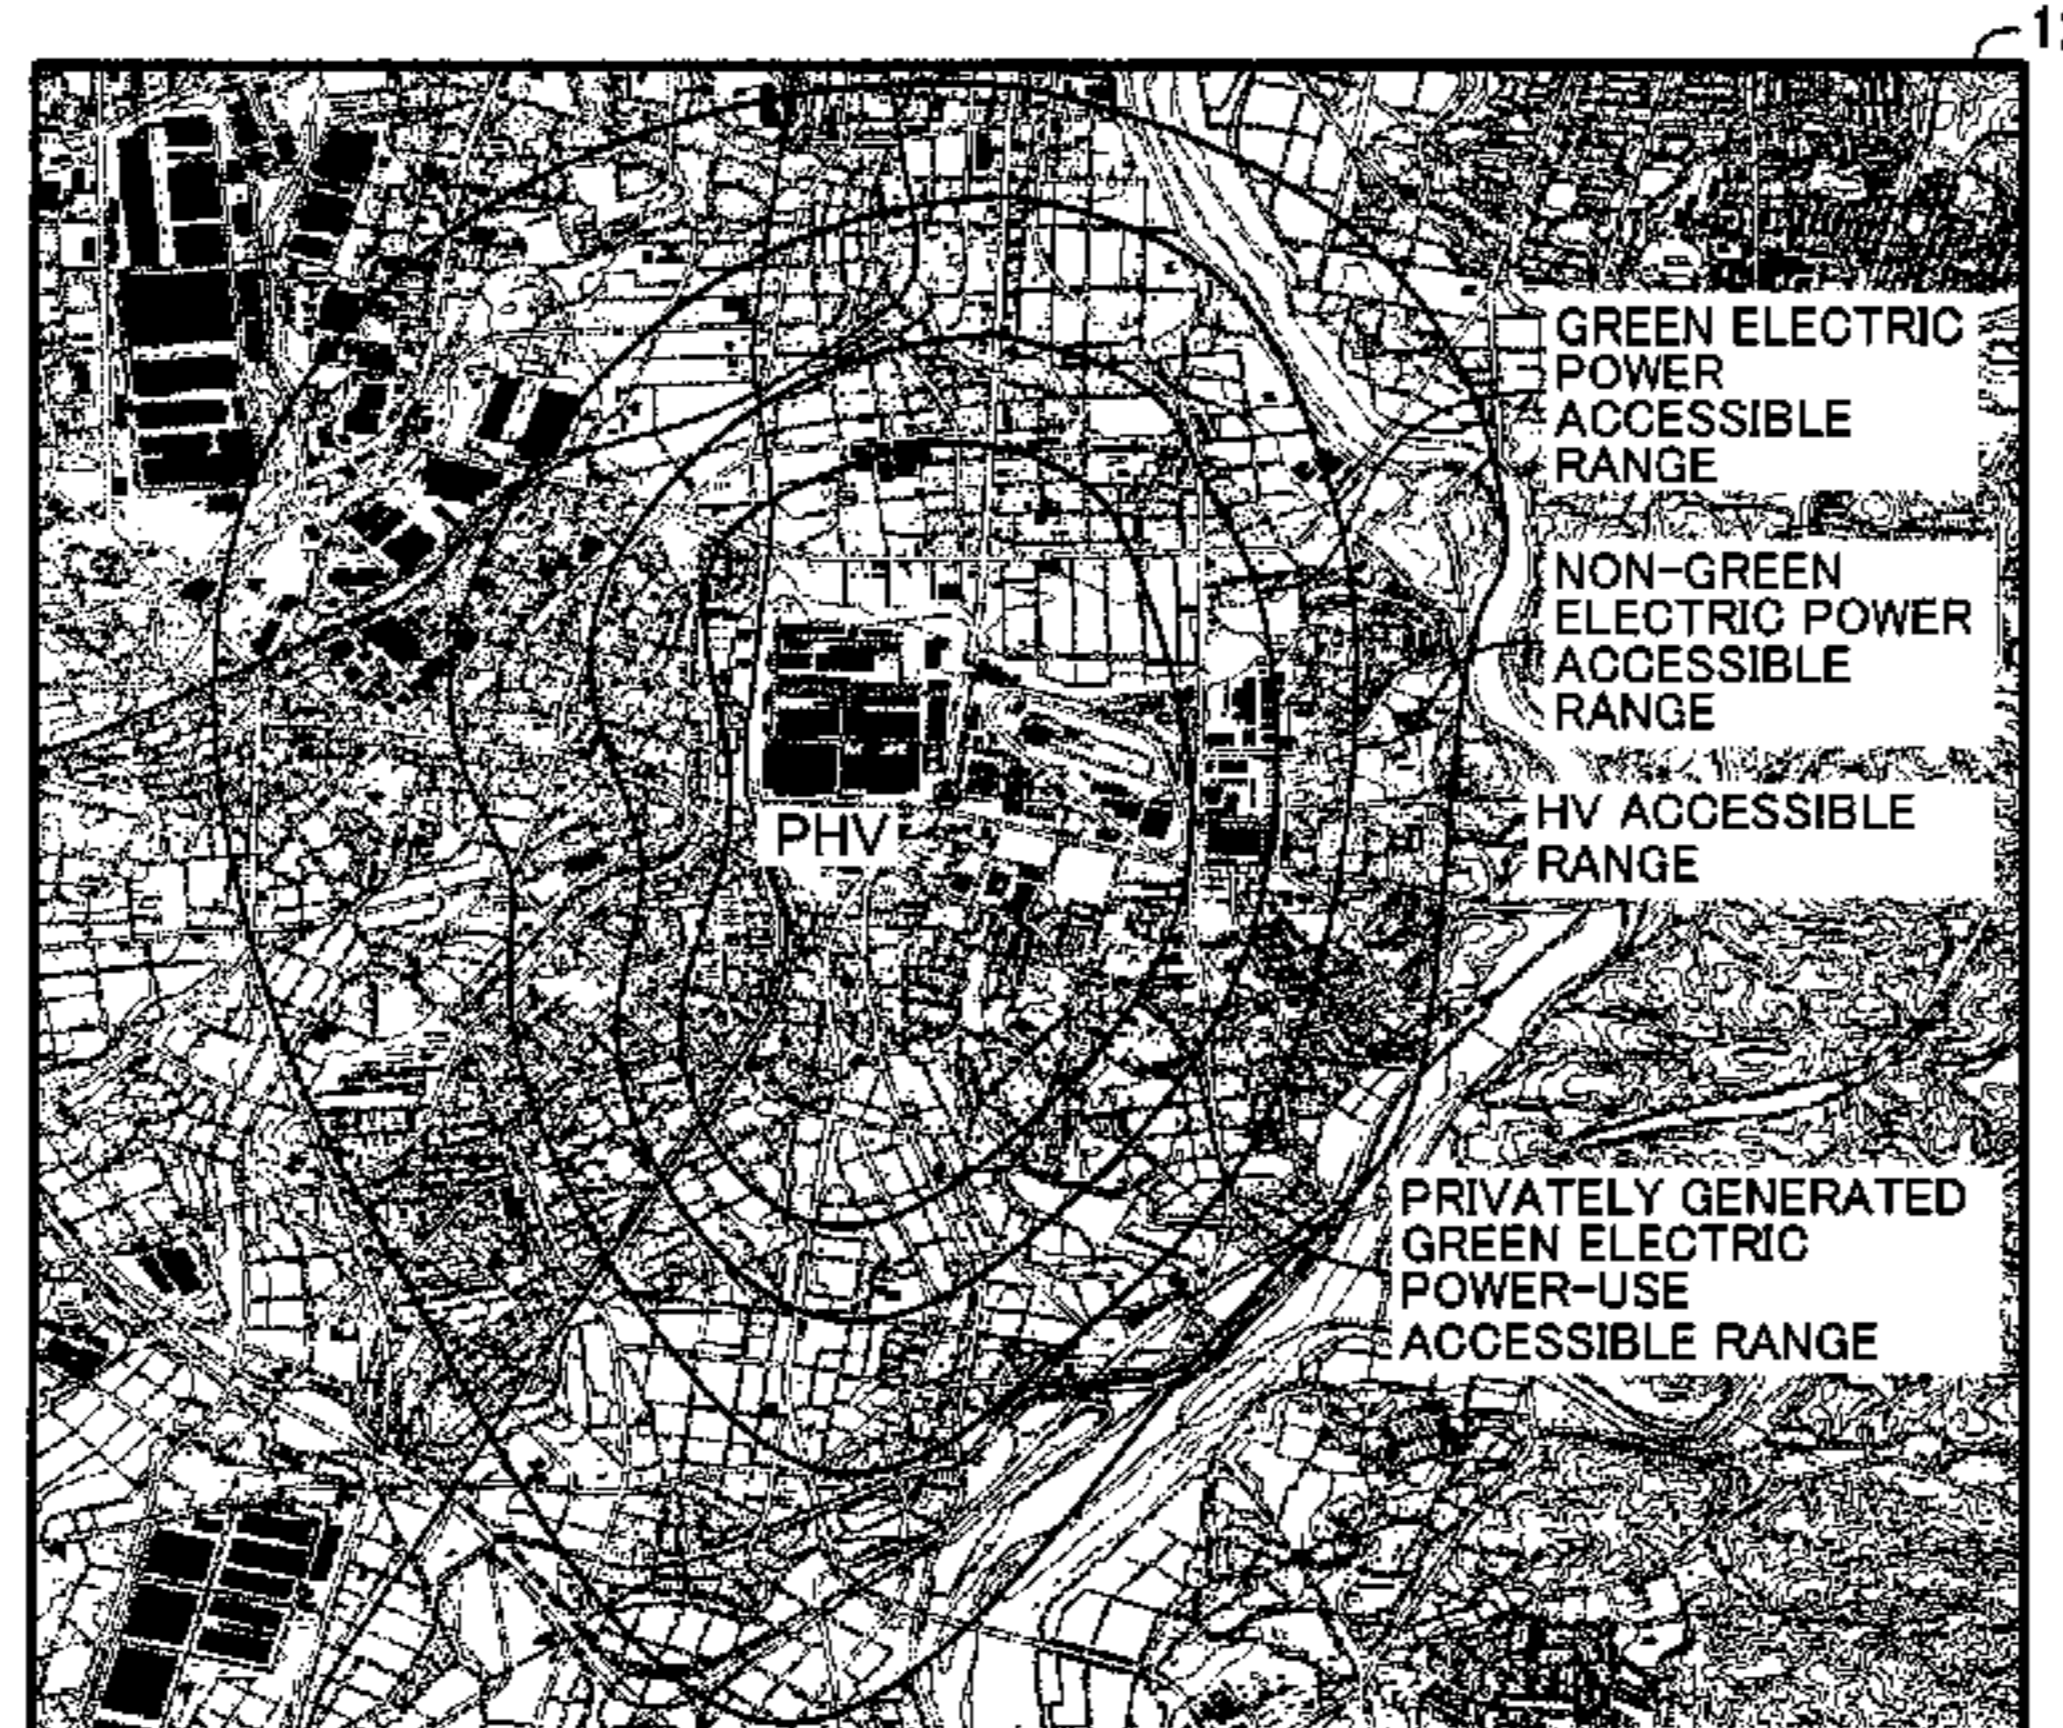 GREEN ELECTRIC
POWER
ACCESSIBLE
RANGE
NON-GREEN
ELECTRIC POWER
ACCESSIBLE
RANGE
HV ACCESSIBLE
RANGE
PHV
PRIVATELY GENERATED
GREEN ELECTRIC
POWER-USE
ACCESSIBLE RANGE